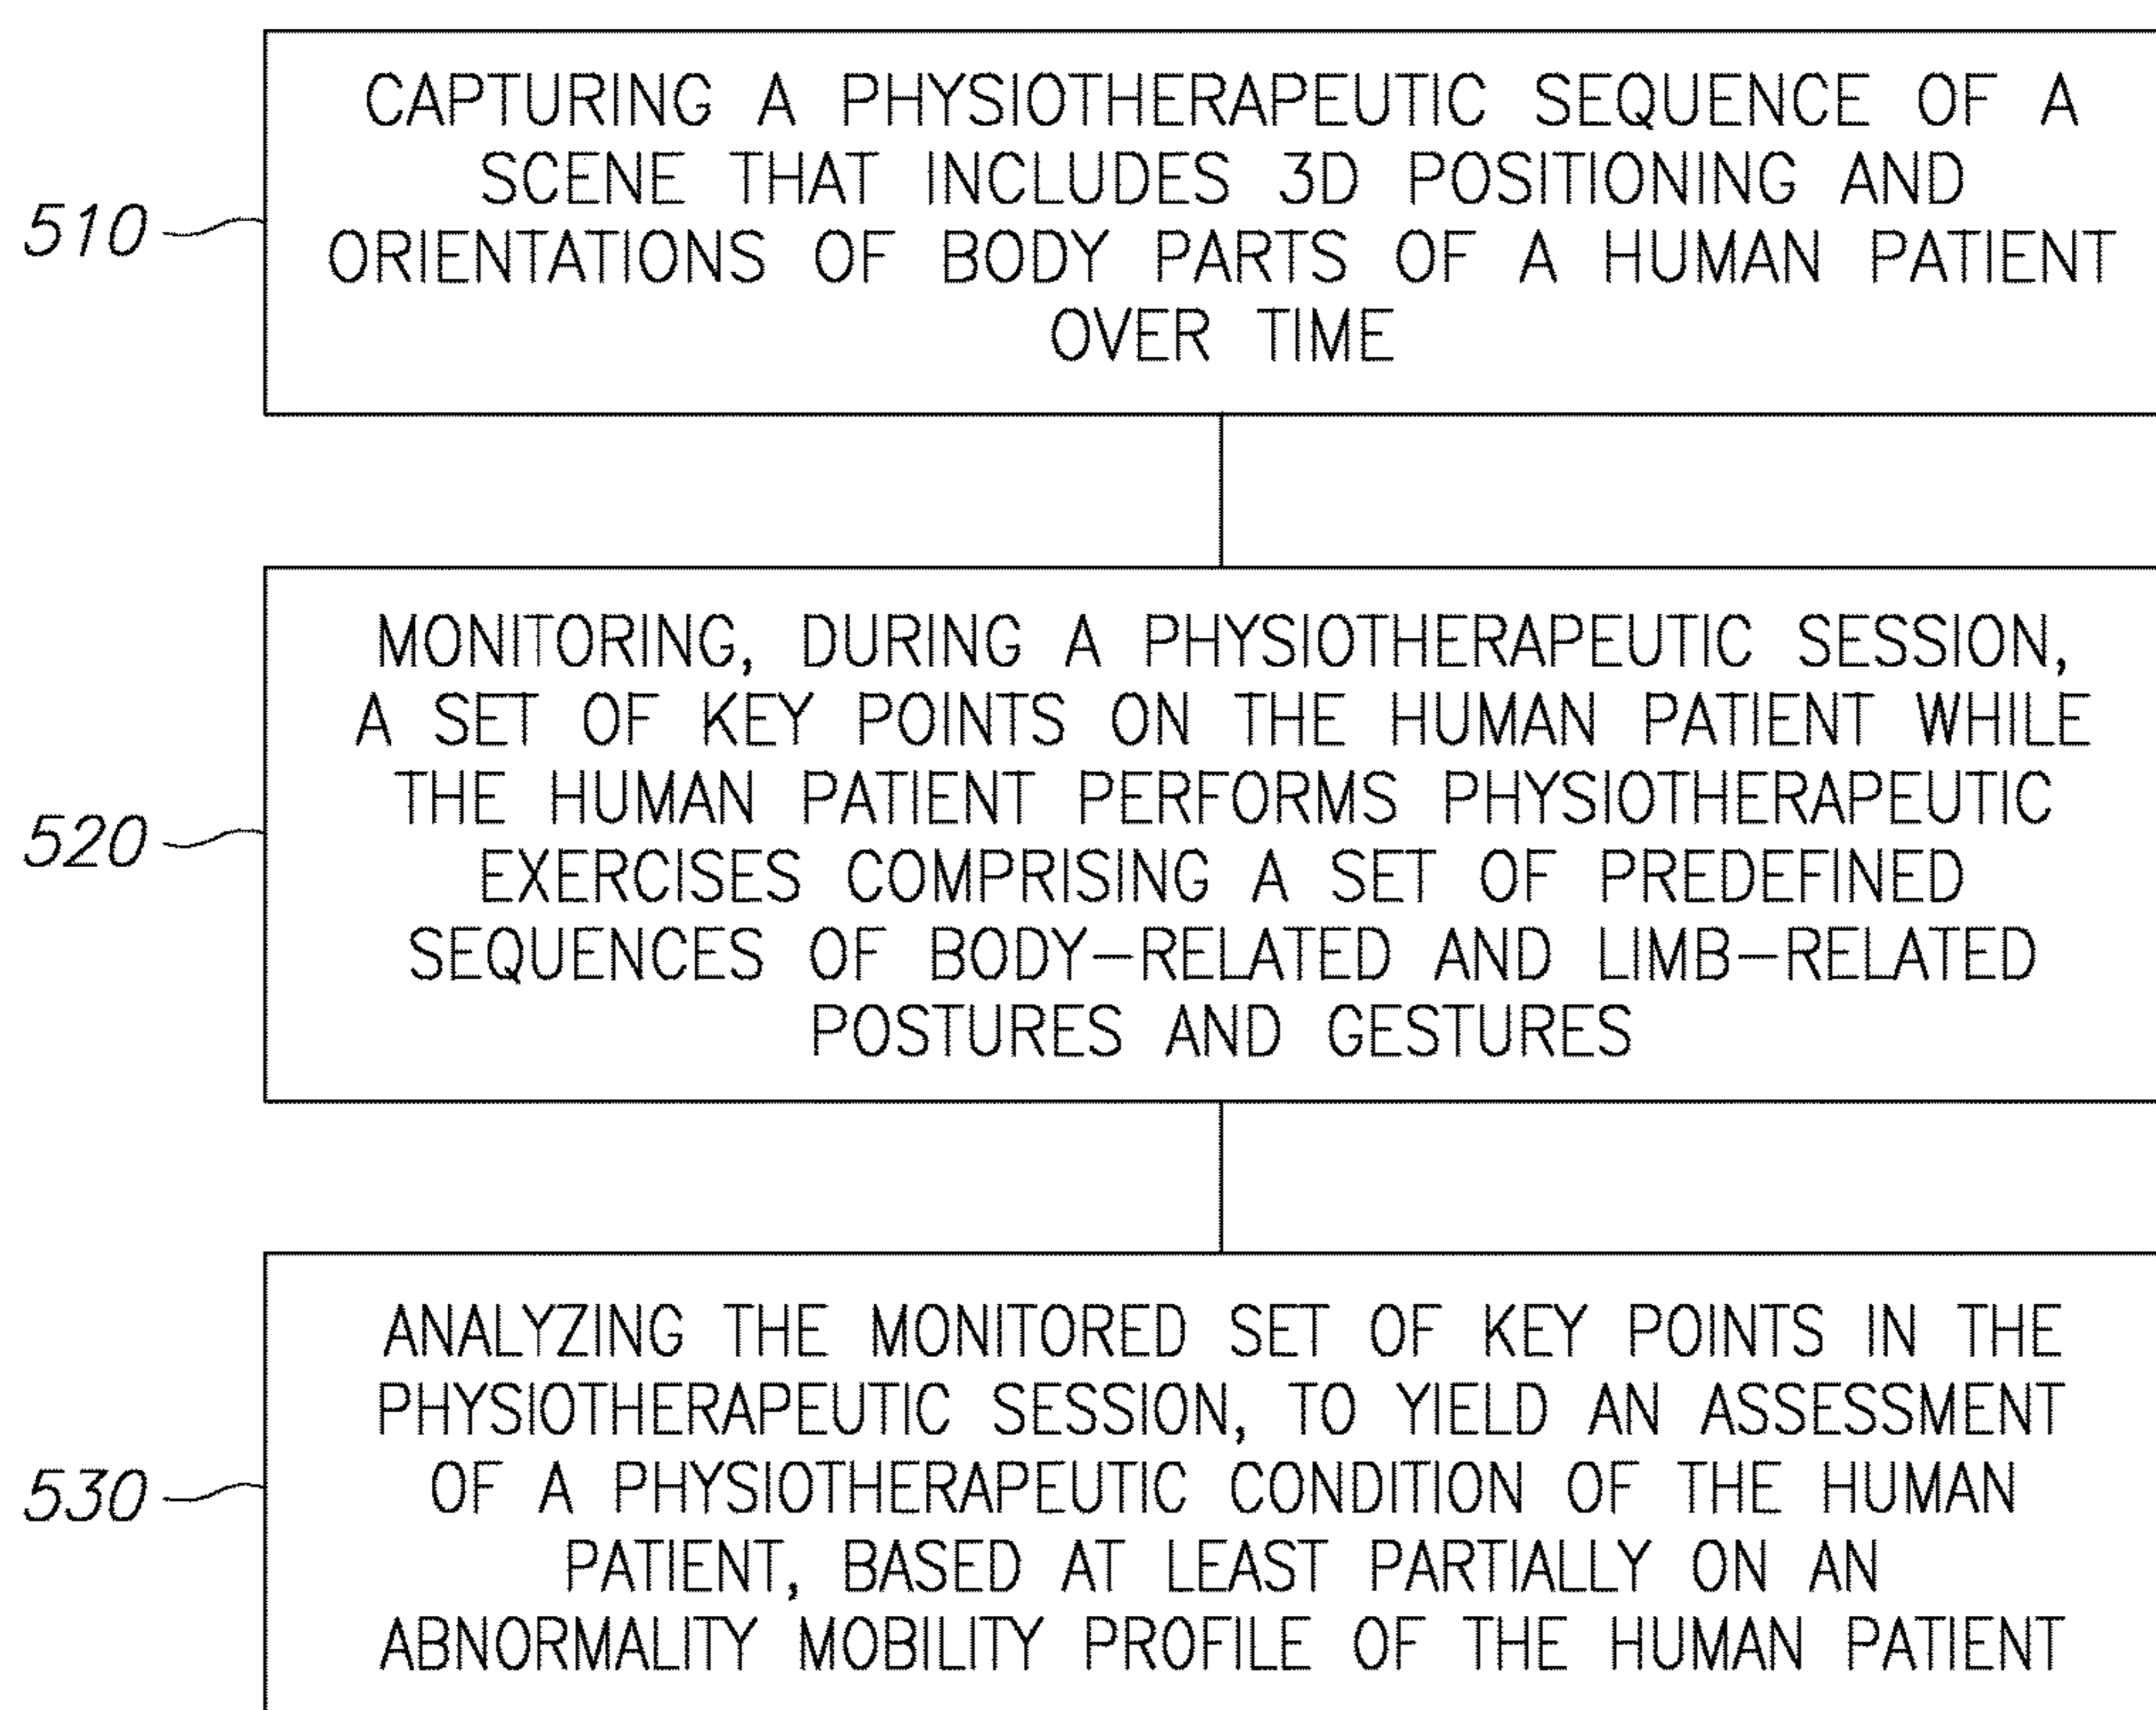 CAPTURING A PHYSIOTHERAPEUTIC SEQUENCE OF A
SCENE THAT INCLUDES 3D POSITIONING AND
510
ORIENTATIONS OF BODY PARTS OF A HUMAN PATIENT
OVER TIME
MONITORING, DURING A PHYSIOTHERAPEUTIC SESSION,
A SET OF KEY POINTS ON THE HUMAN PATIENT WHILE
THE HUMAN PATIENT PERFORMS PHYSIOTHERAPEUTIC
520
EXERCISES COMPRISING A SET OF PREDEFINED
SEQUENCES OF BODY-RELATED AND LIMB-RELATED
POSTURES AND GESTURES
ANALYZING THE MONITORED SET OF KEY POINTS IN THE
PHYSIOTHERAPEUTIC SESSION, TO YIELD AN ASSESSMENT
530
OF A PHYSIOTHERAPEUTIC CONDITION OF THE HUMAN
PATIENT, BASED AT LEAST PARTIALLY ON AN
ABNORMALITY MOBILITY PROFILE OF THE HUMAN PATIENT